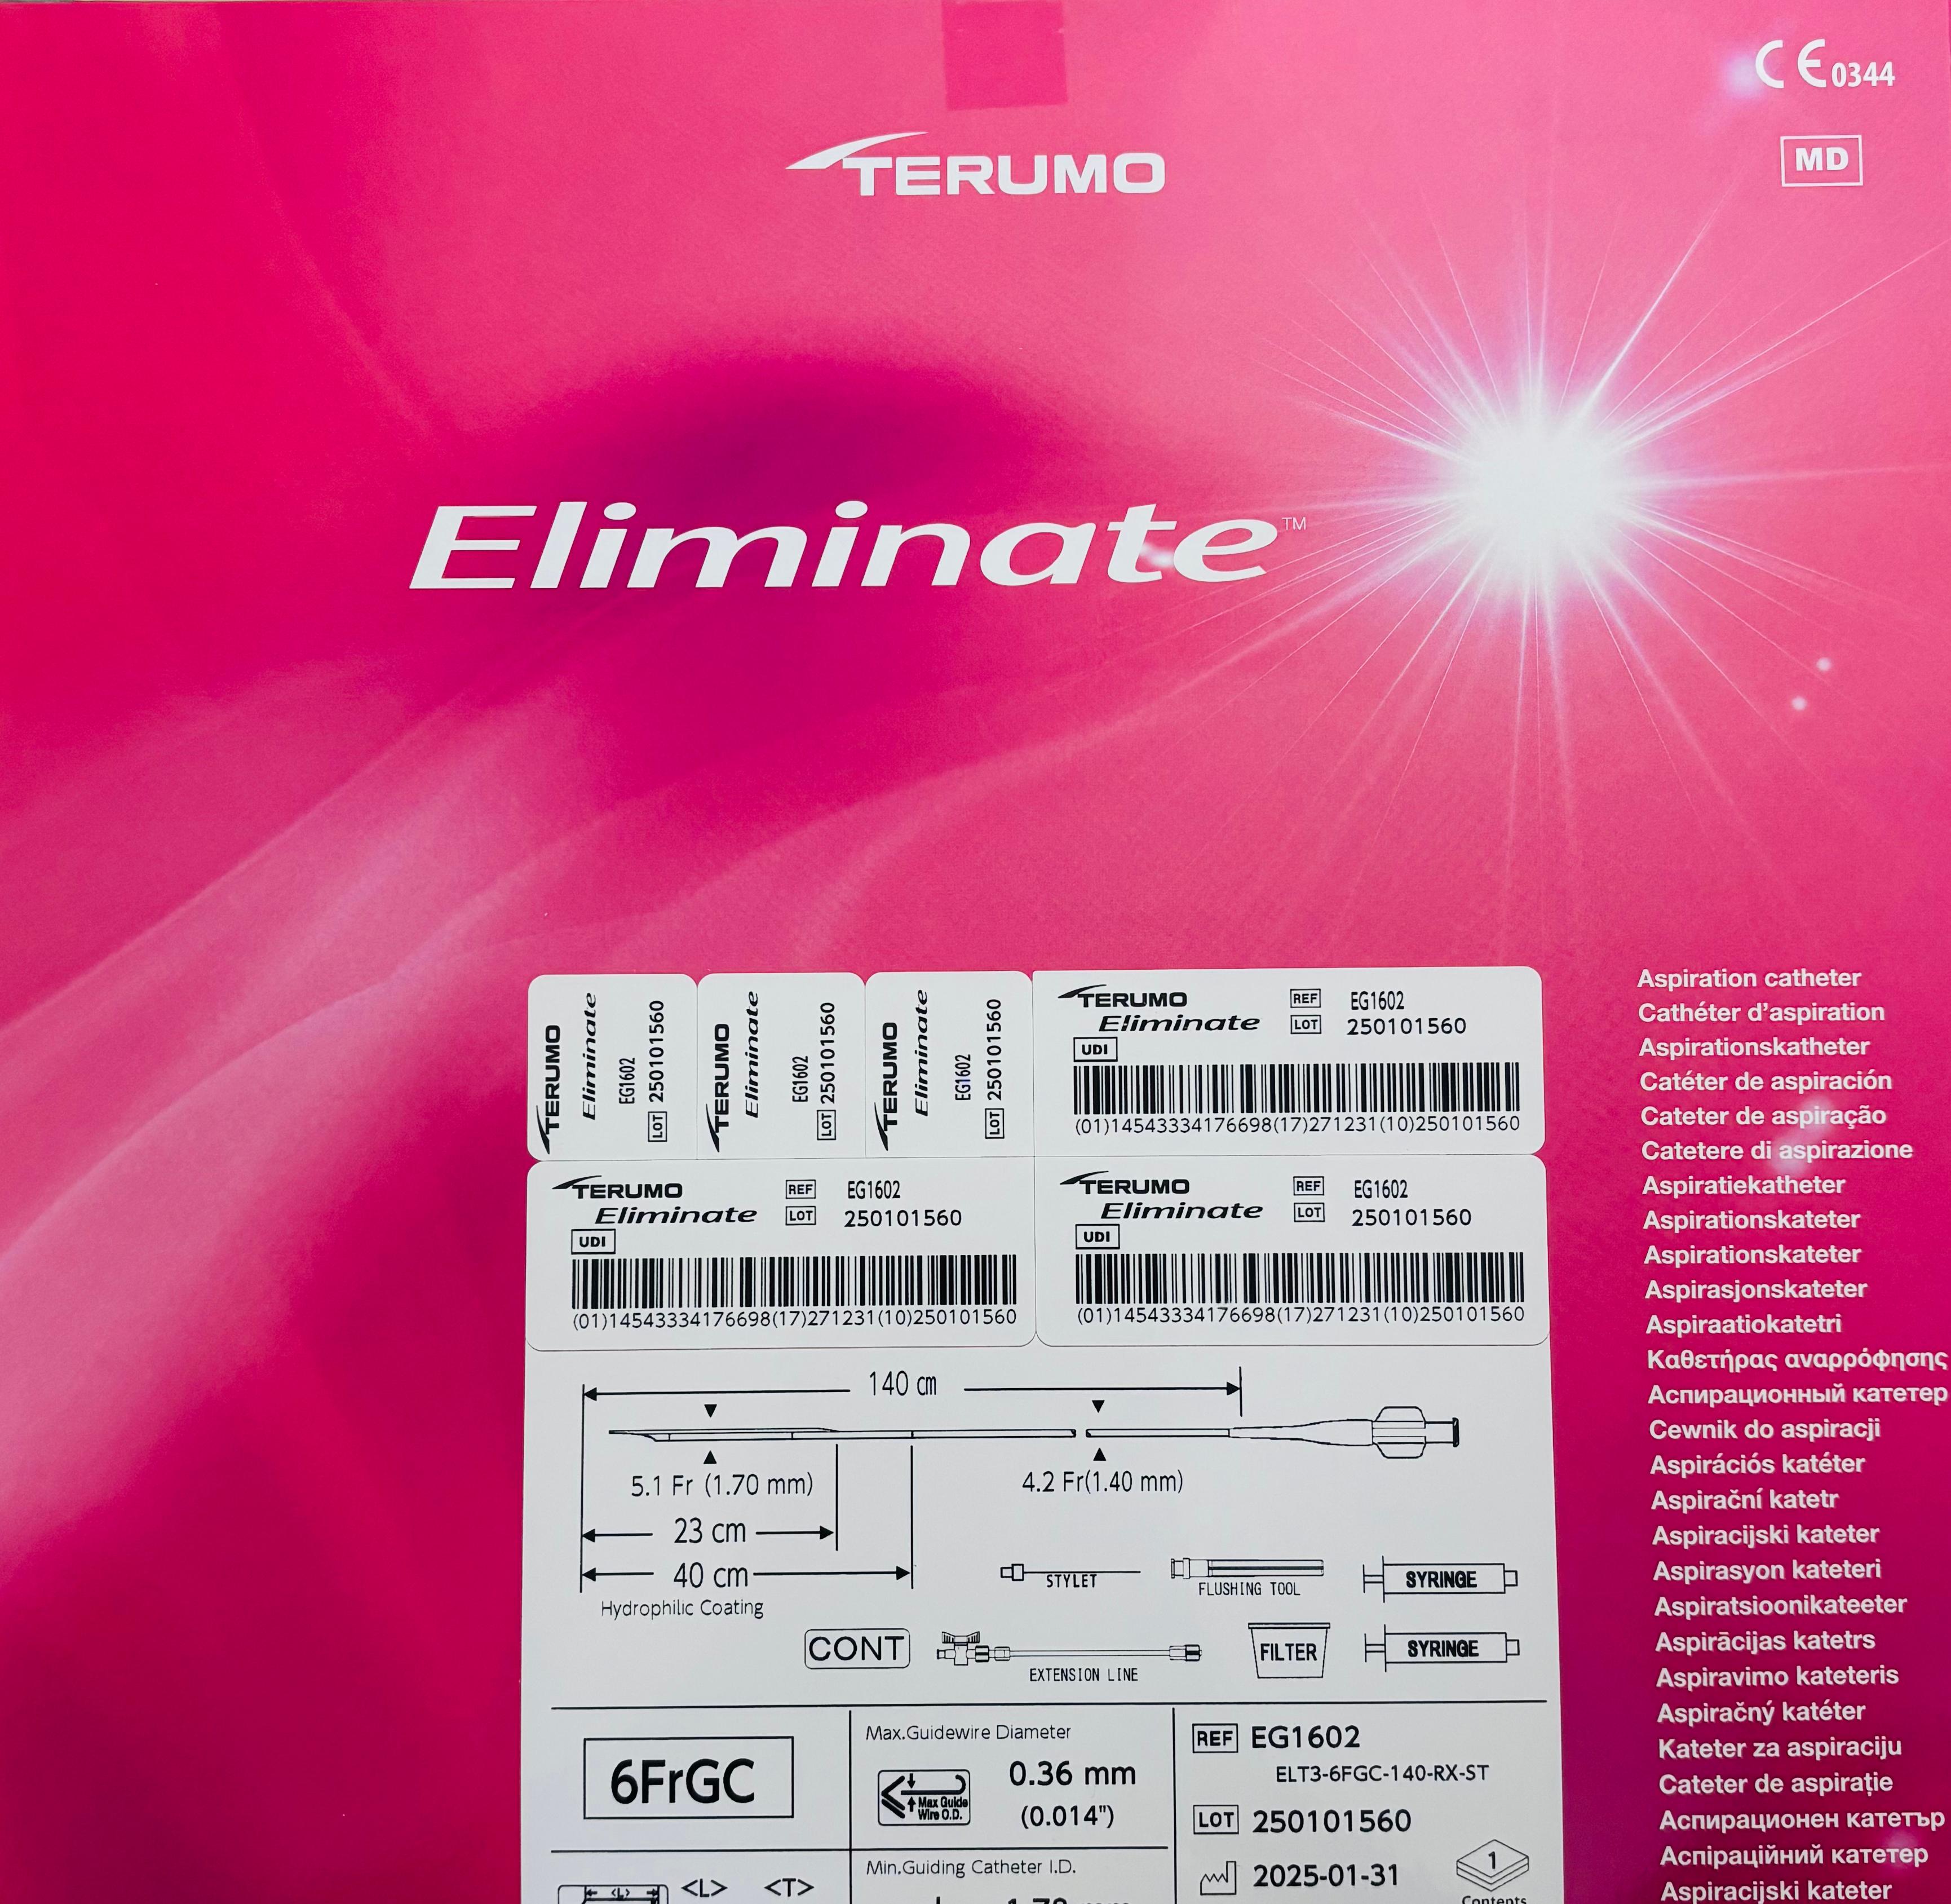 CE0344
TERUMO
MD
Eliminate™
TERUMO
Eliminate
EG1602
LOT 250101560
TERUMO
Eliminate
EG1602
LOT 250101560
TERUMO
Eliminate
EG1602
LOT 250101560
TERUMO REF EG1602
Eliminate LOT 250101560
UDI
(01)14543334176698(17)271231(10)250101560
TERUMO REF EG1602
Eliminate LOT 250101560
UDI
(01)14543334176698(17)271231(10)250101560
TERUMO REF EG1602
Eliminate LOT 250101560
UDI
(01)14543334176698(17)271231(10)250101560
140 cm
5.1 Fr (1.70 mm)
4.2 Fr(1.40 mm)
23 cm
40 cm
Hydrophilic Coating
STYLET
FLUSHING TOOL
SYRINGE
CONT
EXTENSION LINE
FILTER
SYRINGE
6FrGC
Max.Guidewire Diameter
Max Guide
Wire O.D.
0.36 mm
(0.014")
Min.Guiding Catheter I.D.
REF EG1602
ELT3-6FGC-140-RX-ST
LOT 250101560
2025-01-31
1
Contents
<L>
<L> <T>
Aspiration catheter
Cathéter d’aspiration
Aspirationskatheter
Catéter de aspiración
Cateter de aspiração
Catetere di aspirazione
Aspiratiekatheter
Aspirationskateter
Aspirationskateter
Aspirasjonskateter
Aspiraatiokatetri
Καθετήρας αναρρόφησης
Аспирационный катетер
Cewnik do aspiracji
Aspirációs katéter
Aspirační katetr
Aspiracijski kateter
Aspirasyon kateteri
Aspiratsioonikateeter
Aspirācijas katetrs
Aspiravimo kateteris
Aspiračný katéter
Kateter za aspiraciju
Cateter de aspirație
Аспирационен катетър
Аспіраційний катетер
Aspiracijski kateter